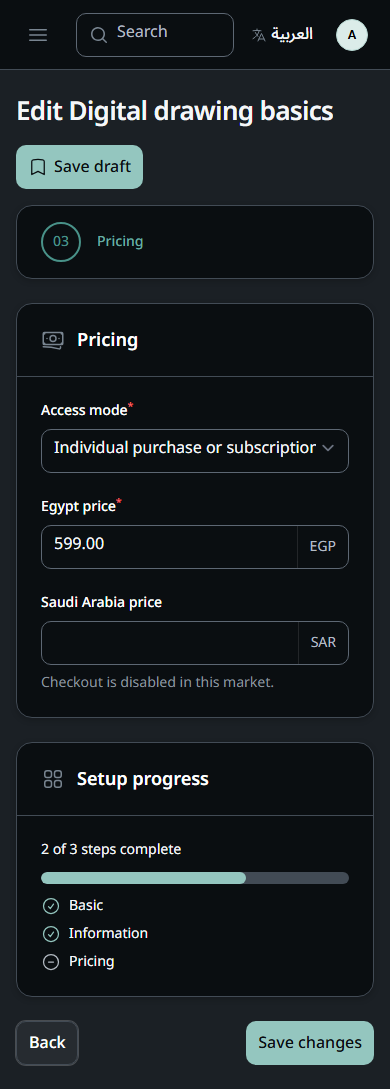 Search
العربية
A
Edit Digital drawing basics
Save draft
03
Pricing
Pricing
Access mode*
Individual purchase or subscription
Egypt price*
599.00
EGP
Saudi Arabia price
SAR
Checkout is disabled in this market.
Setup progress
2 of 3 steps complete
Basic
Information
Pricing
Back
Save changes